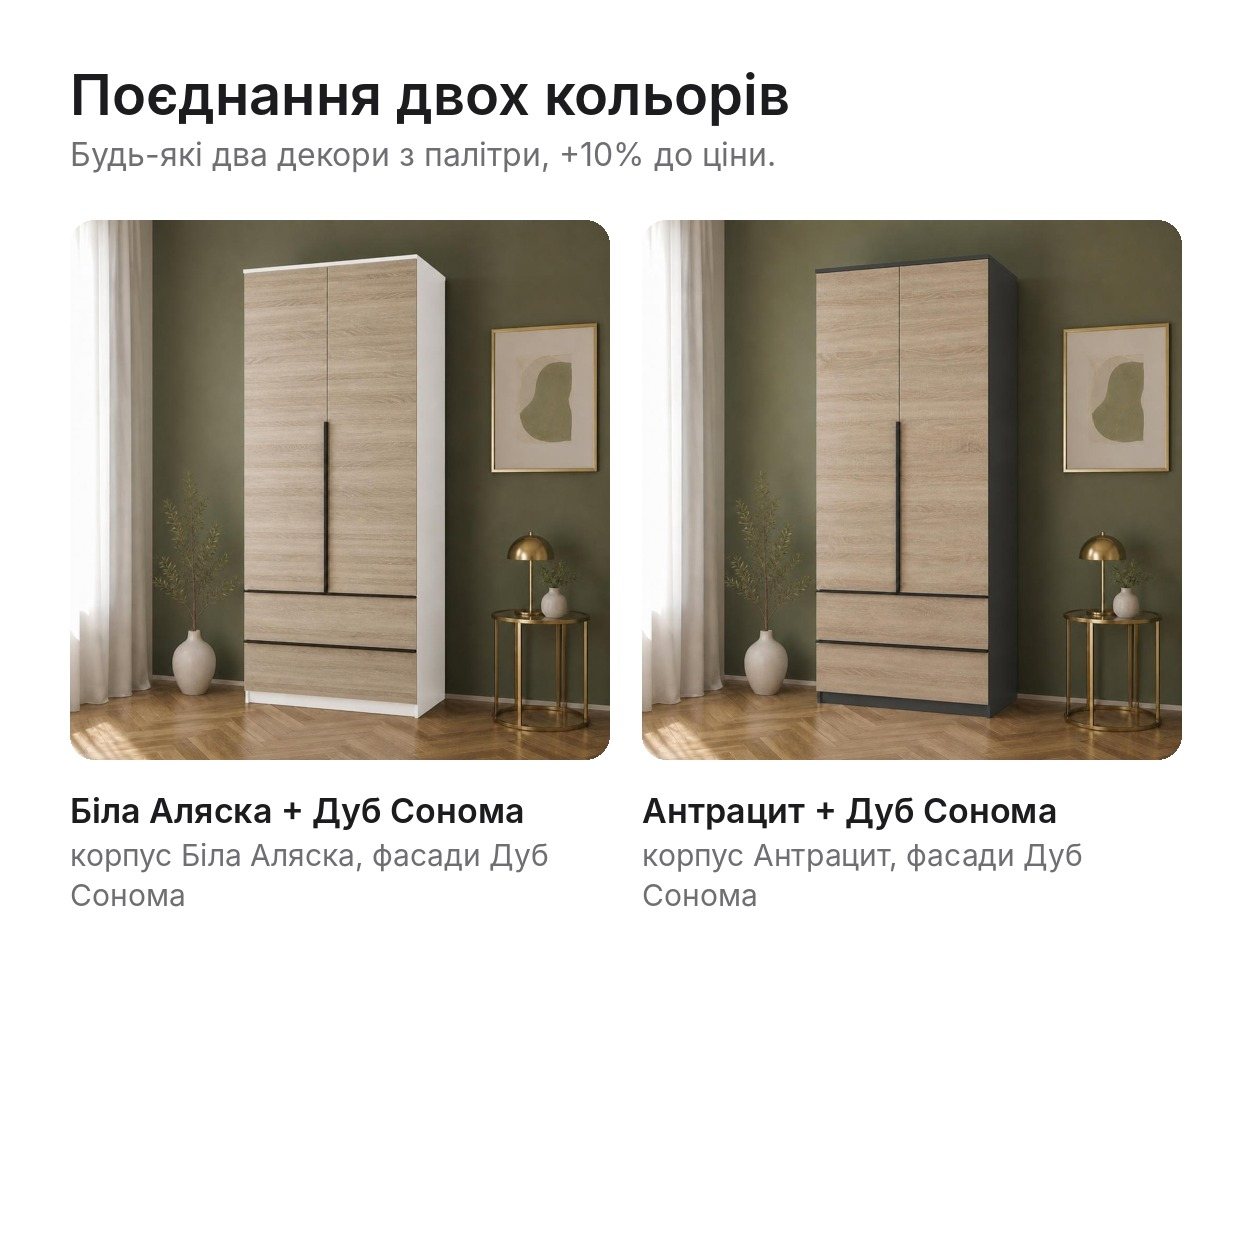 Поєднання двох кольорів
Будь-які два декори з палітри, +10% до ціни.
Біла Аляска + Дуб Сонома
корпус Біла Аляска, фасади Дуб
Сонома
Антрацит + Дуб Сонома
корпус Антрацит, фасади Дуб
Сонома